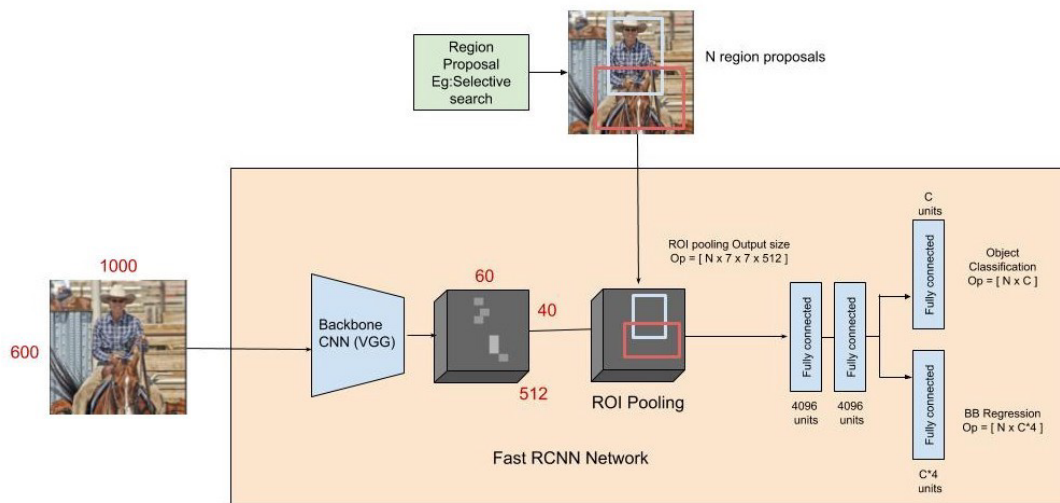 Region
Proposal
Eg:Selective
search
N region proposals
1000
600
Backbone
CNN (VGG)
60
40
512
ROI pooling Output size
Op = [ N x 7 x 7 x 512 ]
ROI Pooling
Fully connected
4096
units
Fully connected
4096
units
C
units
Fully connected
Object
Classification
Op = [ N x C ]
Fully connected
C*4
units
BB Regression
Op = [ N x C*4 ]
Fast RCNN Network